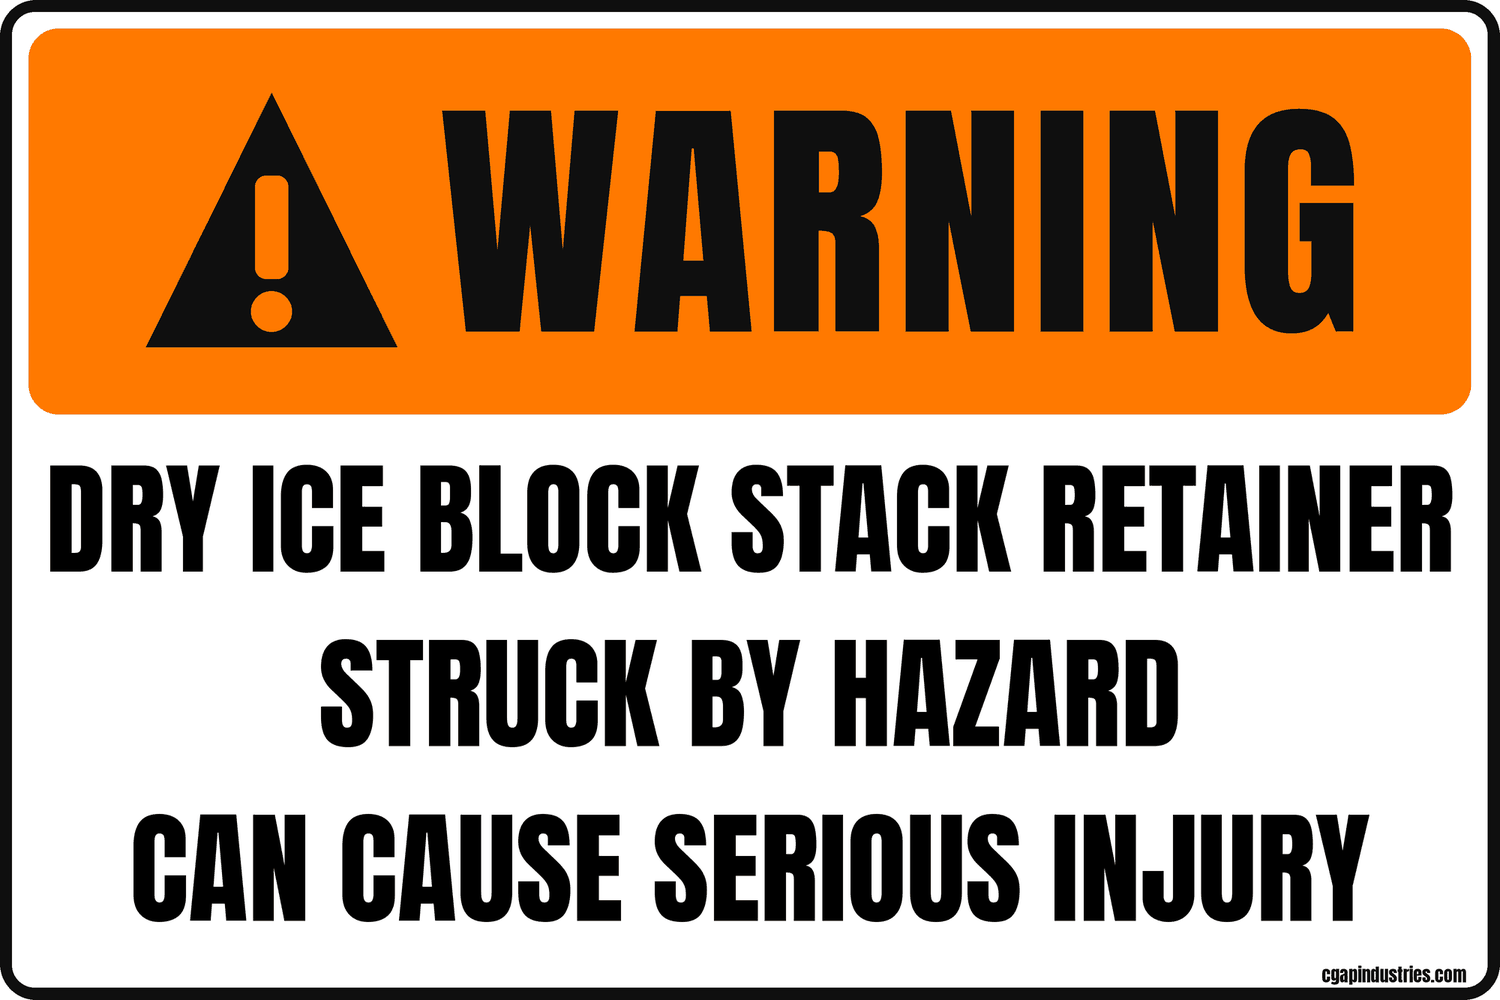 WARNING
DRY ICE BLOCK STACK RETAINER
STRUCK BY HAZARD
CAN CAUSE SERIOUS INJURY
cgapindustries.com